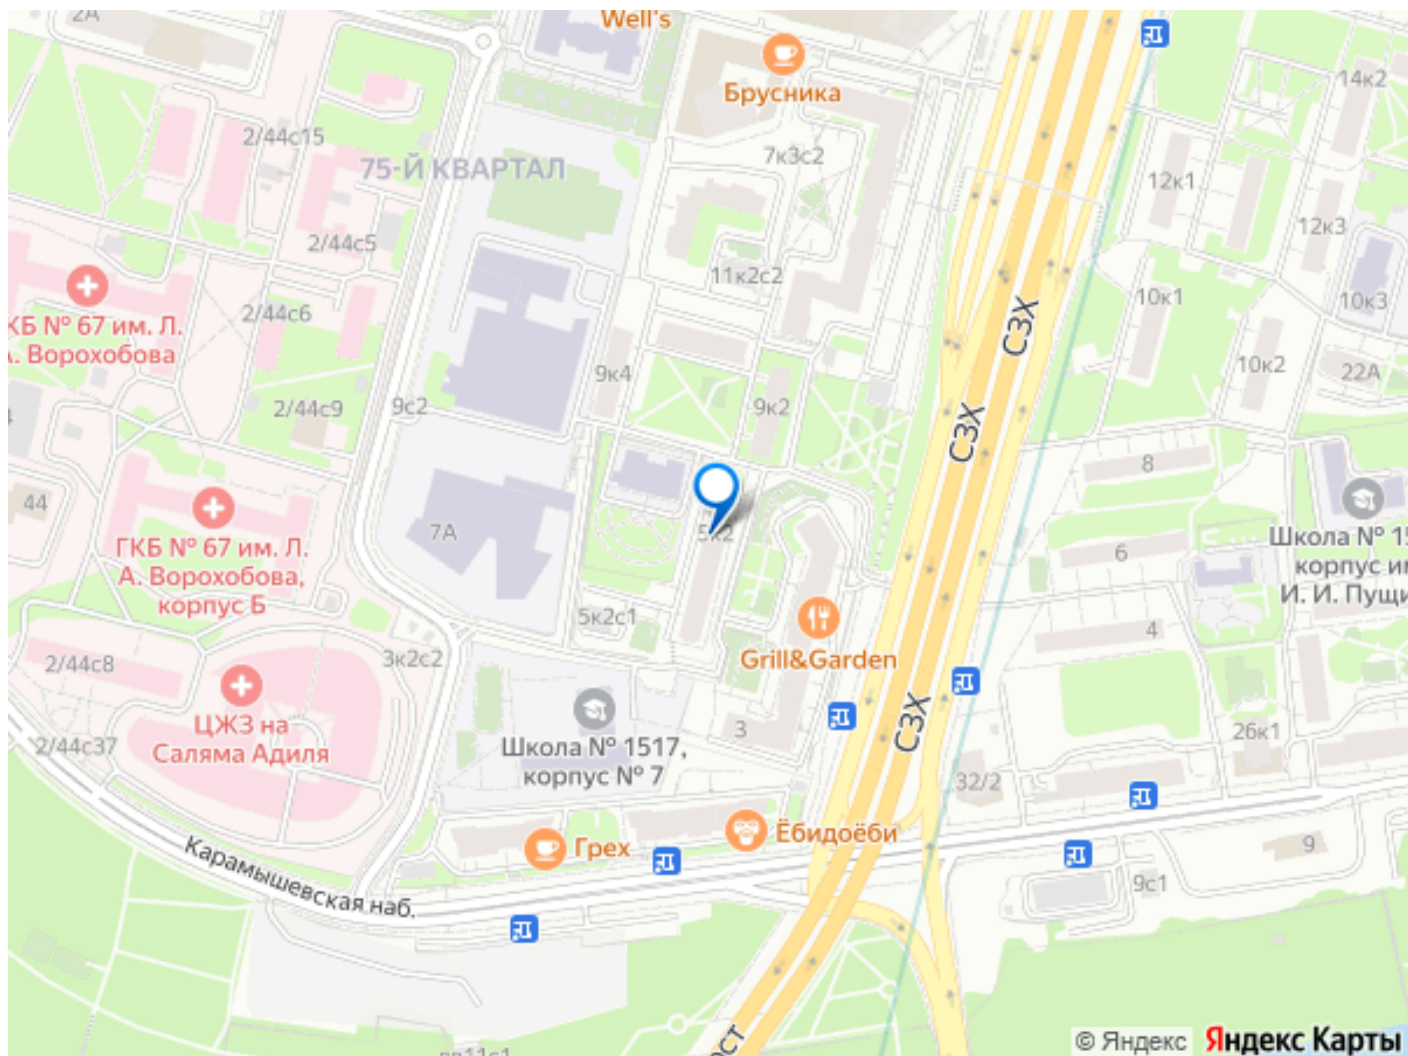 2А
Well's
Брусника
14к2
2/44с15
75-Й КВАРТАЛ
7к3с2
12к1
12к3
2/44с5
11к2с2
10к1
10к3
2/44с6
КБ № 67 им. Л.
А. Ворохобова
СЗХ
9к4
10к2
22А
2/44с9
9с2
9к2
СЗХ
8
44
7А
5к2
ГКБ № 67 им. Л.
А. Ворохобова,
корпус Б
6
Школа № 15
корпус им
И. И. Пущи
5к2с1
4
2/44с8
3к2с2
Grill&Garden
ЦЖЗ на
Саляма Адиля
2/44с37
СЗХ
3
26к1
Школа № 1517,
корпус № 7
32/2
Ёбидоёби
Грех
9
Карамышевская наб.
9с1
ост
© Яндекс
Яндекс Карты